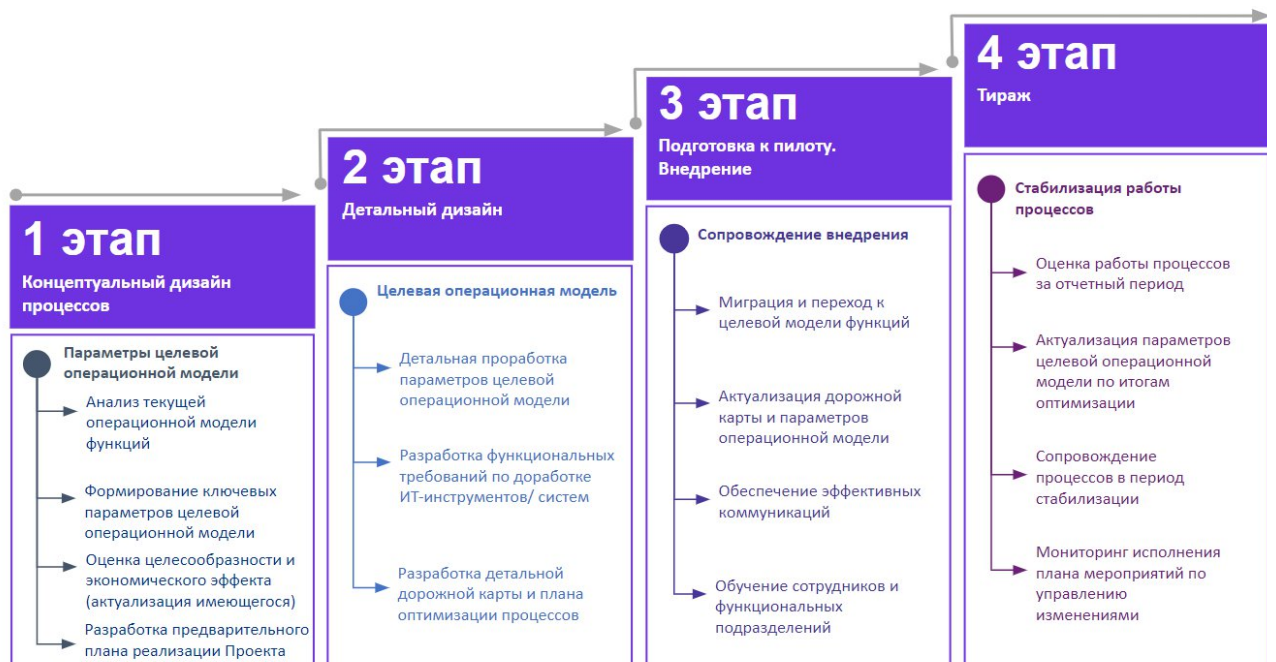 1 этап
Концептуальный дизайн
процессов
Параметры целевой
операционной модели
Анализ текущей
операционной модели
функций
Формирование ключевых
параметров целевой
операционной модели
Оценка целесообразности и
экономического эффекта
(актуализация имеющегося)
Разработка предварительного
плана реализации Проекта
2 этап
Детальный дизайн
Целевая операционная модель
Детальная проработка
параметров целевой
операционной модели
Разработка функциональных
требований по доработке
ИТ-инструментов/ систем
Разработка детальной
дорожной карты и плана
оптимизации процессов
3 этап
Подготовка к пилоту.
Внедрение
Сопровождение внедрения
Миграция и переход к
целевой модели функций
Актуализация дорожной
карты и параметров
операционной модели
Обеспечение эффективных
коммуникаций
Обучение сотрудников и
функциональных
подразделений
4 этап
Тираж
Стабилизация работы
процессов
Оценка работы процессов
за отчетный период
Актуализация параметров
целевой операционной
модели по итогам
оптимизации
Сопровождение
процессов в период
стабилизации
Мониторинг исполнения
плана мероприятий по
управлению
изменениями